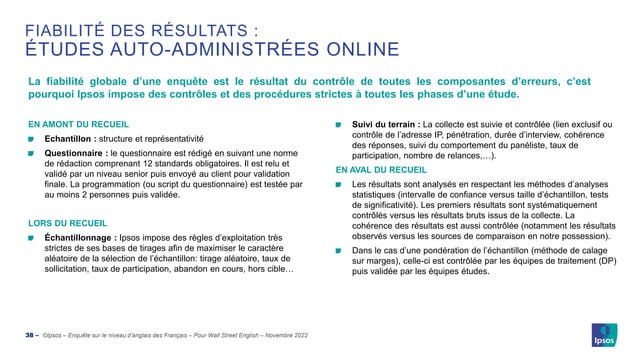 FIABILITÉ DES RÉSULTATS :
ÉTUDES AUTO-ADMINISTRÉES ONLINE
La fiabilité globale d’une enquête est le résultat du contrôle de toutes les composantes d’erreurs, c’est
pourquoi Ipsos impose des contrôles et des procédures strictes à toutes les phases d’une étude.
EN AMONT DU RECUEIL
Echantillon : structure et représentativité
Questionnaire : le questionnaire est rédigé en suivant une norme
de rédaction comprenant 12 standards obligatoires. Il est relu et
validé par un niveau senior puis envoyé au client pour validation
finale. La programmation (ou script du questionnaire) est testée par
au moins 2 personnes puis validée.
LORS DU RECUEIL
Échantillonnage : Ipsos impose des règles d’exploitation très
strictes de ses bases de tirages afin de maximiser le caractère
aléatoire de la sélection de l’échantillon: tirage aléatoire, taux de
sollicitation, taux de participation, abandon en cours, hors cible…
Suivi du terrain : La collecte est suivie et contrôlée (lien exclusif ou
contrôle de l’adresse IP, pénétration, durée d’interview, cohérence
des réponses, suivi du comportement du panéliste, taux de
participation, nombre de relances,…).
EN AVAL DU RECUEIL
Les résultats sont analysés en respectant les méthodes d’analyses
statistiques (intervalle de confiance versus taille d’échantillon, tests
de significativité). Les premiers résultats sont systématiquement
contrôlés versus les résultats bruts issus de la collecte. La
cohérence des résultats est aussi contrôlée (notamment les résultats
observés versus les sources de comparaison en notre possession).
Dans le cas d’une pondération de l’échantillon (méthode de calage
sur marges), celle-ci est contrôlée par les équipes de traitement (DP)
puis validée par les équipes études.
38 – ©Ipsos – Enquête sur le niveau d’anglais des Français – Pour Wall Street English – Novembre 2022
Ipsos